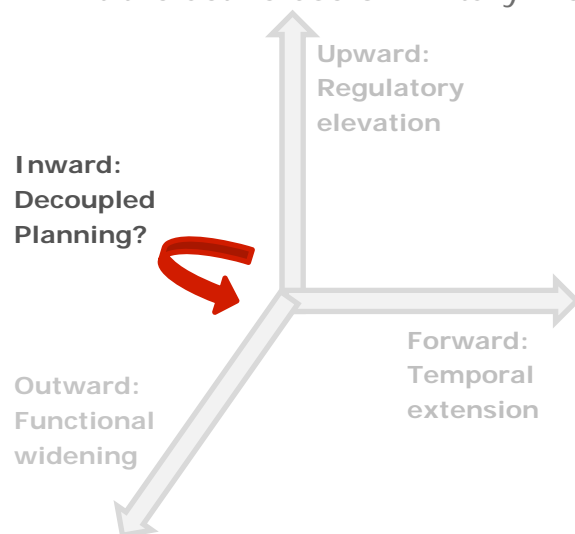 Upward:
Regulatory
elevation
Inward:
Decoupled
Planning?
Forward:
Temporal
extension
Outward:
Functional
widening